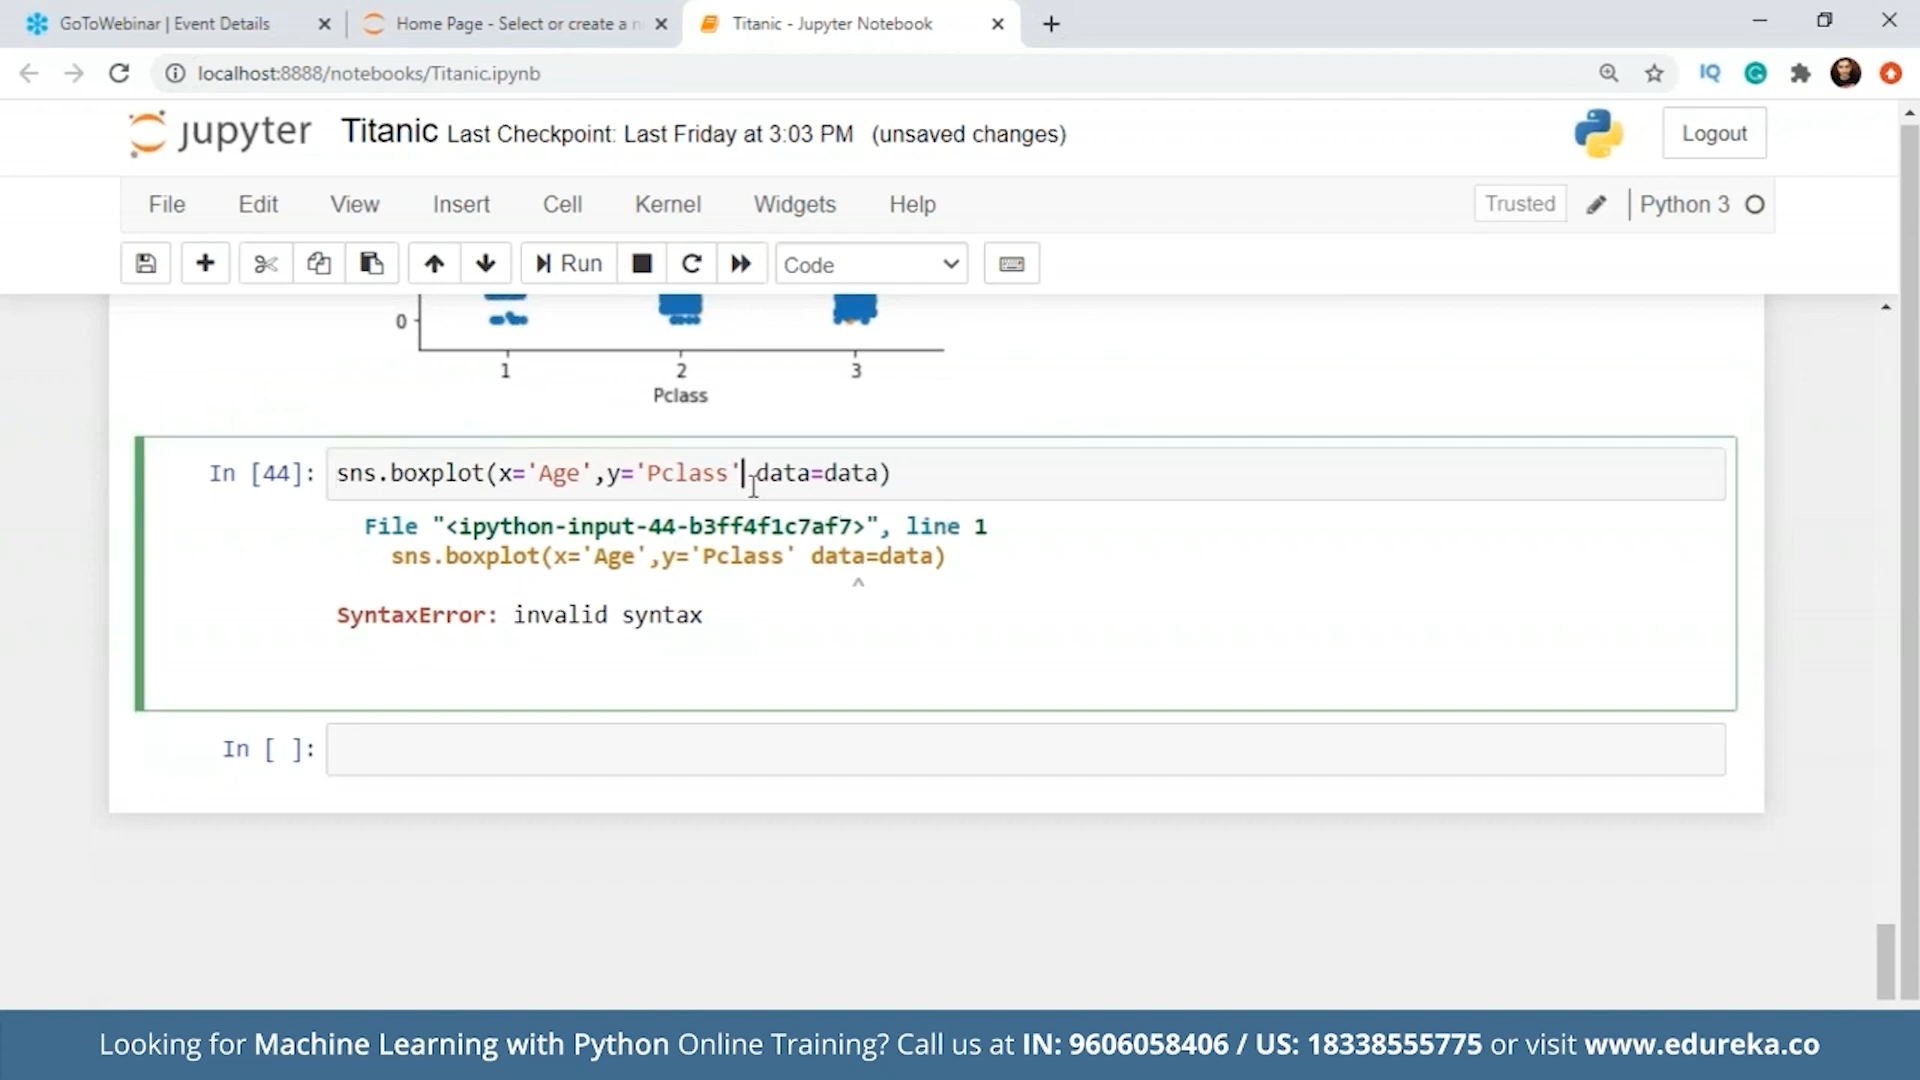 GoToWebinar | Event Details
Home Page - Select or create a n
Titanic - Jupyter Notebook
localhost:8888/notebooks/Titanic.ipynb
IQ
jupyter Titanic Last Checkpoint: Last Friday at 3:03 PM (unsaved changes)
Logout
File Edit View Insert Cell Kernel Widgets Help
Trusted
Python 3
Run
Code
0
1 2 3
Pclass
In [44]: sns.boxplot(x='Age',y='Pclass' data=data)
File "<ipython-input-44-b3ff4f1c7af7>", line 1
sns.boxplot(x='Age',y='Pclass' data=data)
^
SyntaxError: invalid syntax
In [ ]:
Looking for Machine Learning with Python Online Training? Call us at IN: 9606058406 / US: 18338555775 or visit www.edureka.co